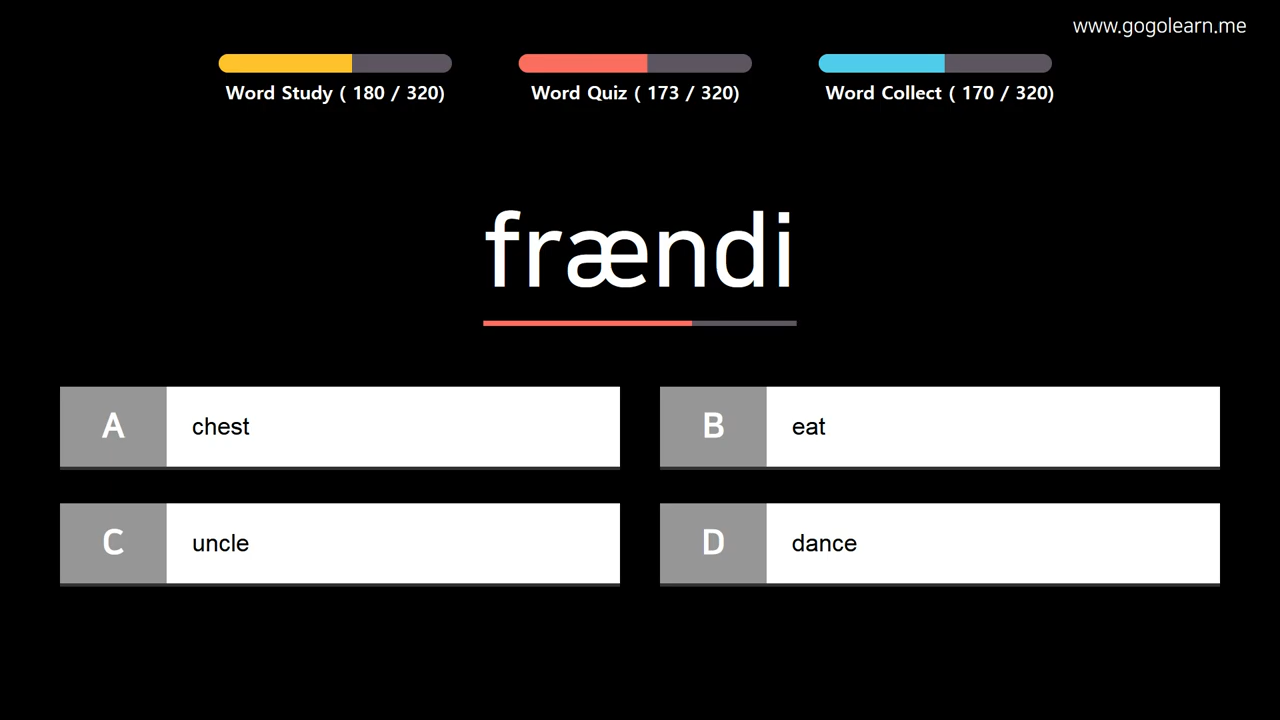 www.gogolearn.me
Word Study ( 180 / 320)
Word Quiz ( 173 / 320)
Word Collect ( 170 / 320)
frændi
A chest
B eat
C uncle
D dance